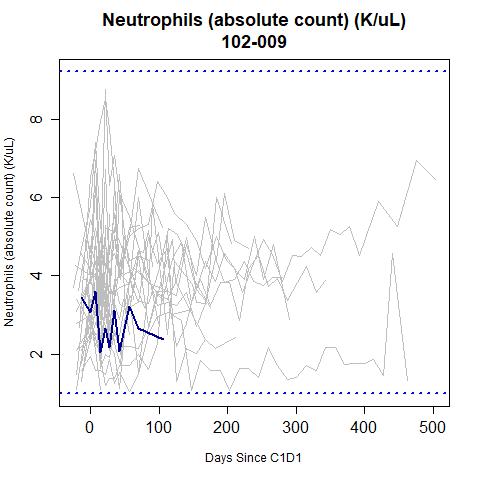 Neutrophils (absolute count) (K/uL)
102-009
Neutrophils (absolute count) (K/uL)
8
6
4
2
0 100 200 300 400 500
Days Since C1D1